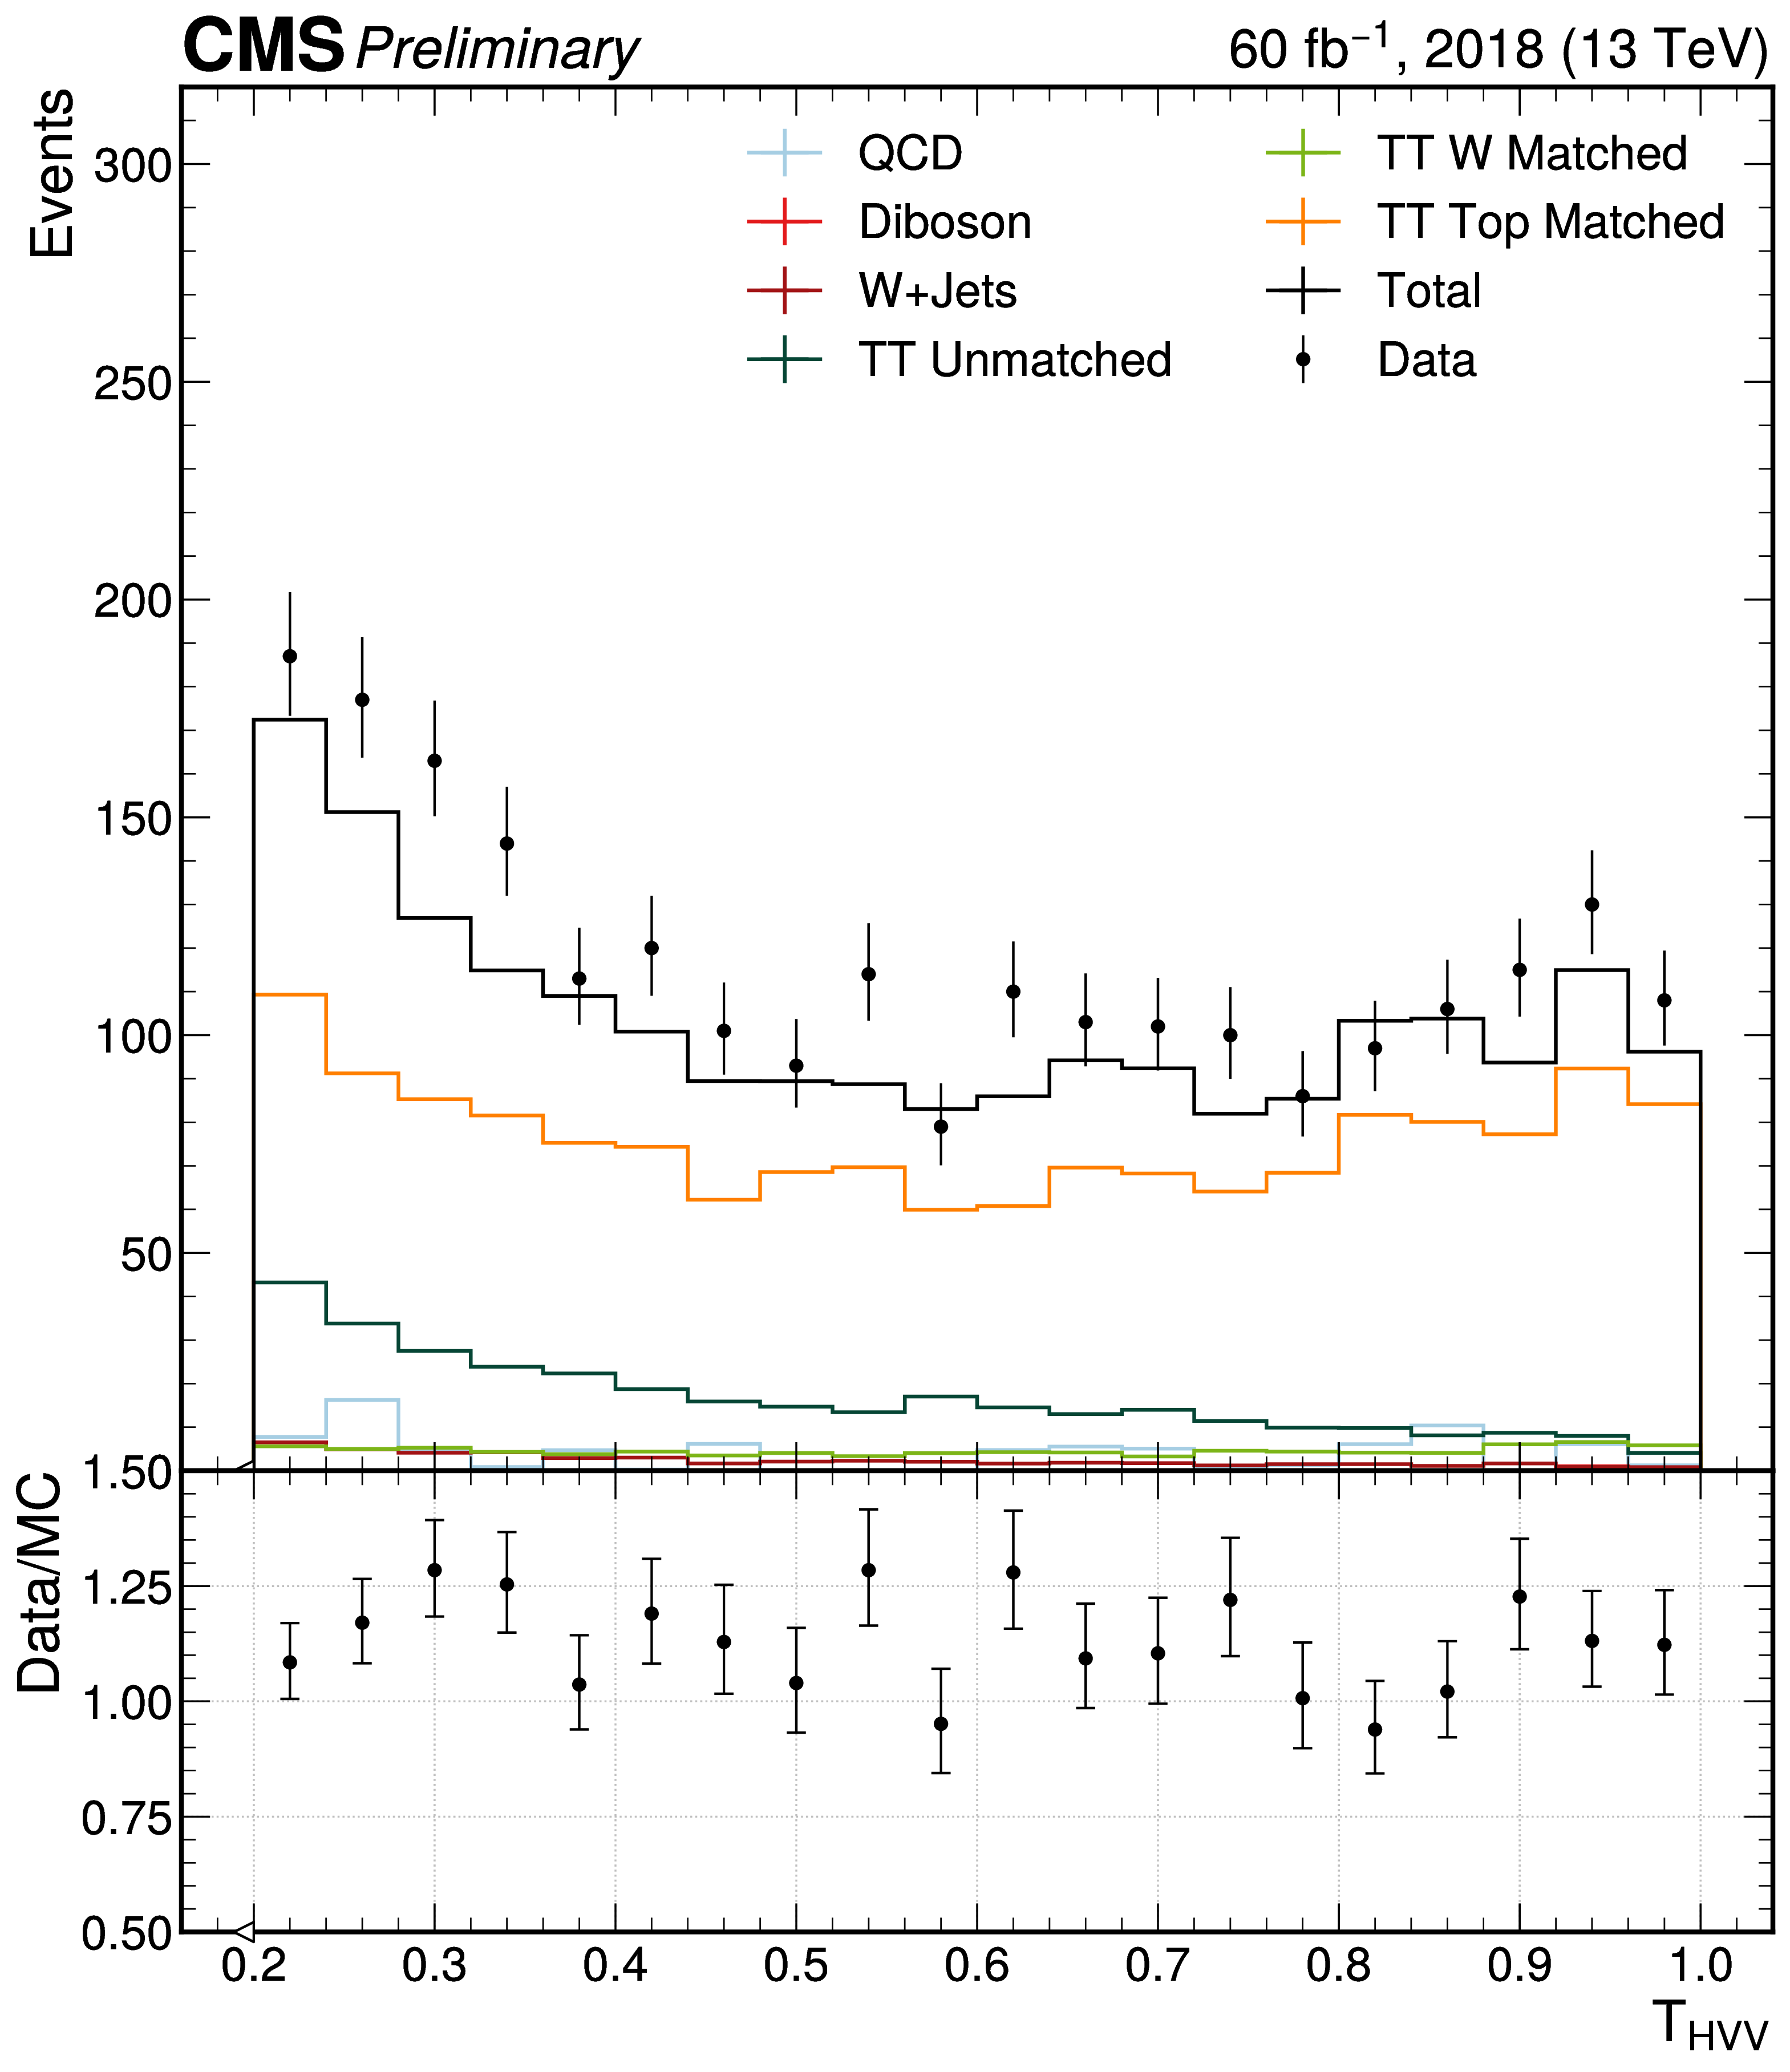 CMS Preliminary 60 fb⁻¹, 2018 (13 TeV)
Events
300
250
200
150
100
50
QCD
Diboson
W+Jets
TT Unmatched
TT W Matched
TT Top Matched
Total
Data
Data/MC
1.50
1.25
1.00
0.75
0.50
0.2 0.3 0.4 0.5 0.6 0.7 0.8 0.9 1.0
T_HVV